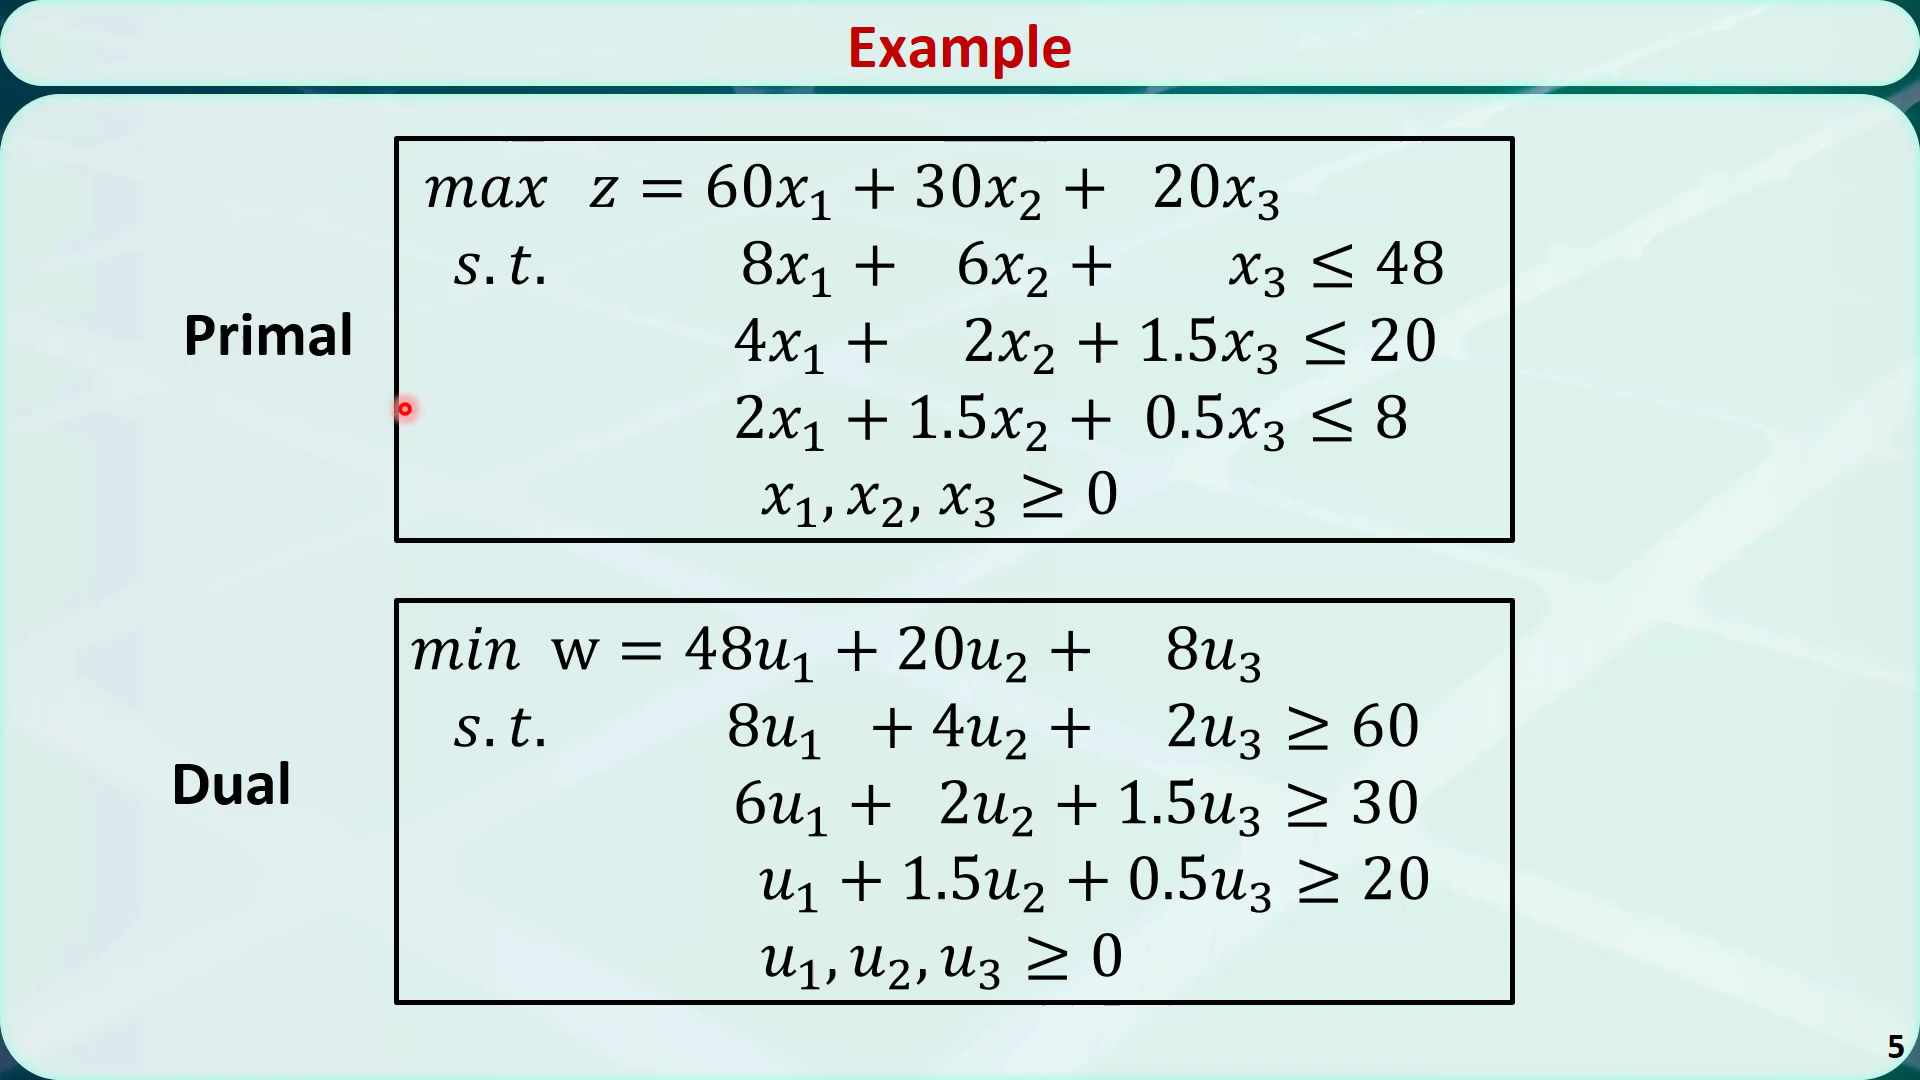 Example
Primal
max z = 60x₁ + 30x₂ + 20x₃
s.t. 8x₁ + 6x₂ + x₃ ≤ 48
4x₁ + 2x₂ + 1.5x₃ ≤ 20
2x₁ + 1.5x₂ + 0.5x₃ ≤ 8
x₁, x₂, x₃ ≥ 0
Dual
min w = 48u₁ + 20u₂ + 8u₃
s.t. 8u₁ + 4u₂ + 2u₃ ≥ 60
6u₁ + 2u₂ + 1.5u₃ ≥ 30
u₁ + 1.5u₂ + 0.5u₃ ≥ 20
u₁, u₂, u₃ ≥ 0
5